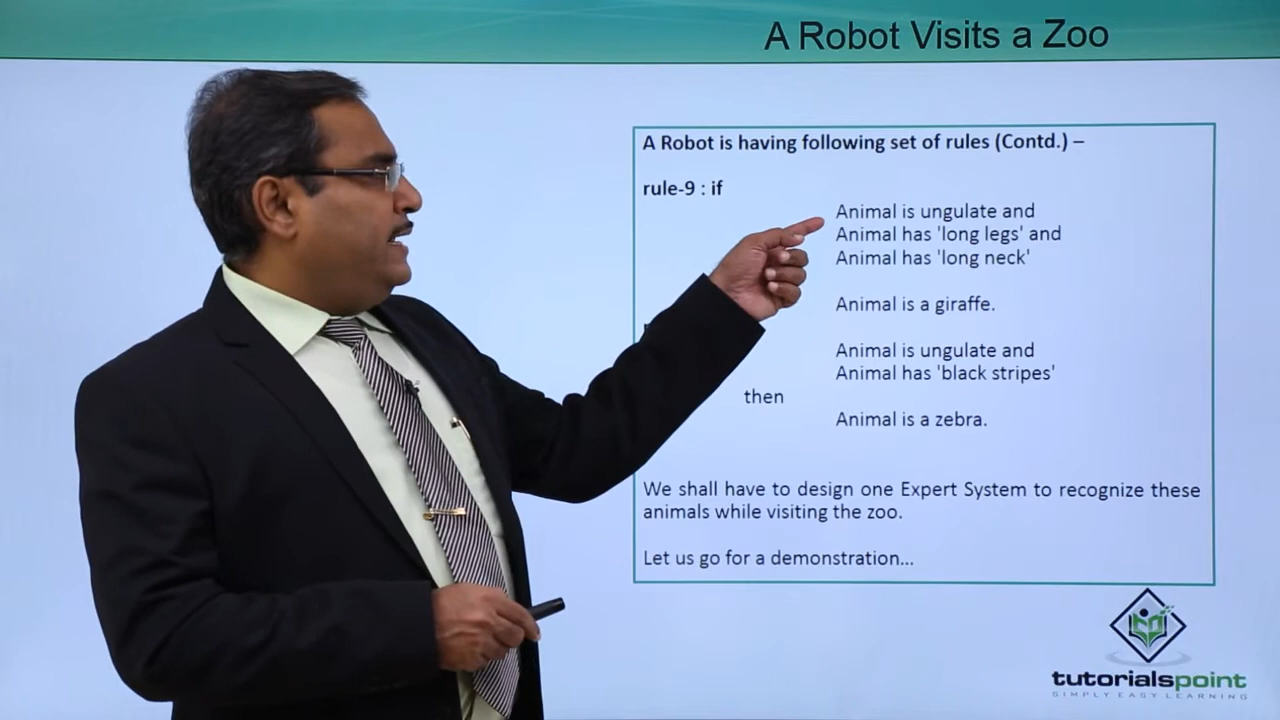 A Robot Visits a Zoo
A Robot is having following set of rules (Contd.) –
rule-9 : if
Animal is ungulate and
Animal has 'long legs' and
Animal has 'long neck'
Animal is a giraffe.
Animal is ungulate and
Animal has 'black stripes'
then
Animal is a zebra.
We shall have to design one Expert System to recognize these
animals while visiting the zoo.
Let us go for a demonstration...
tutorialspoint
SIMPLY EASY LEARNING